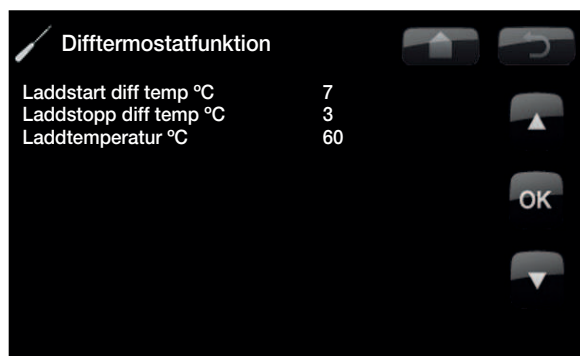 Difftermostatfunktion
Laddstart diff temp ºC 7
Laddstopp diff temp ºC 3
Laddtemperatur ºC 60
OK